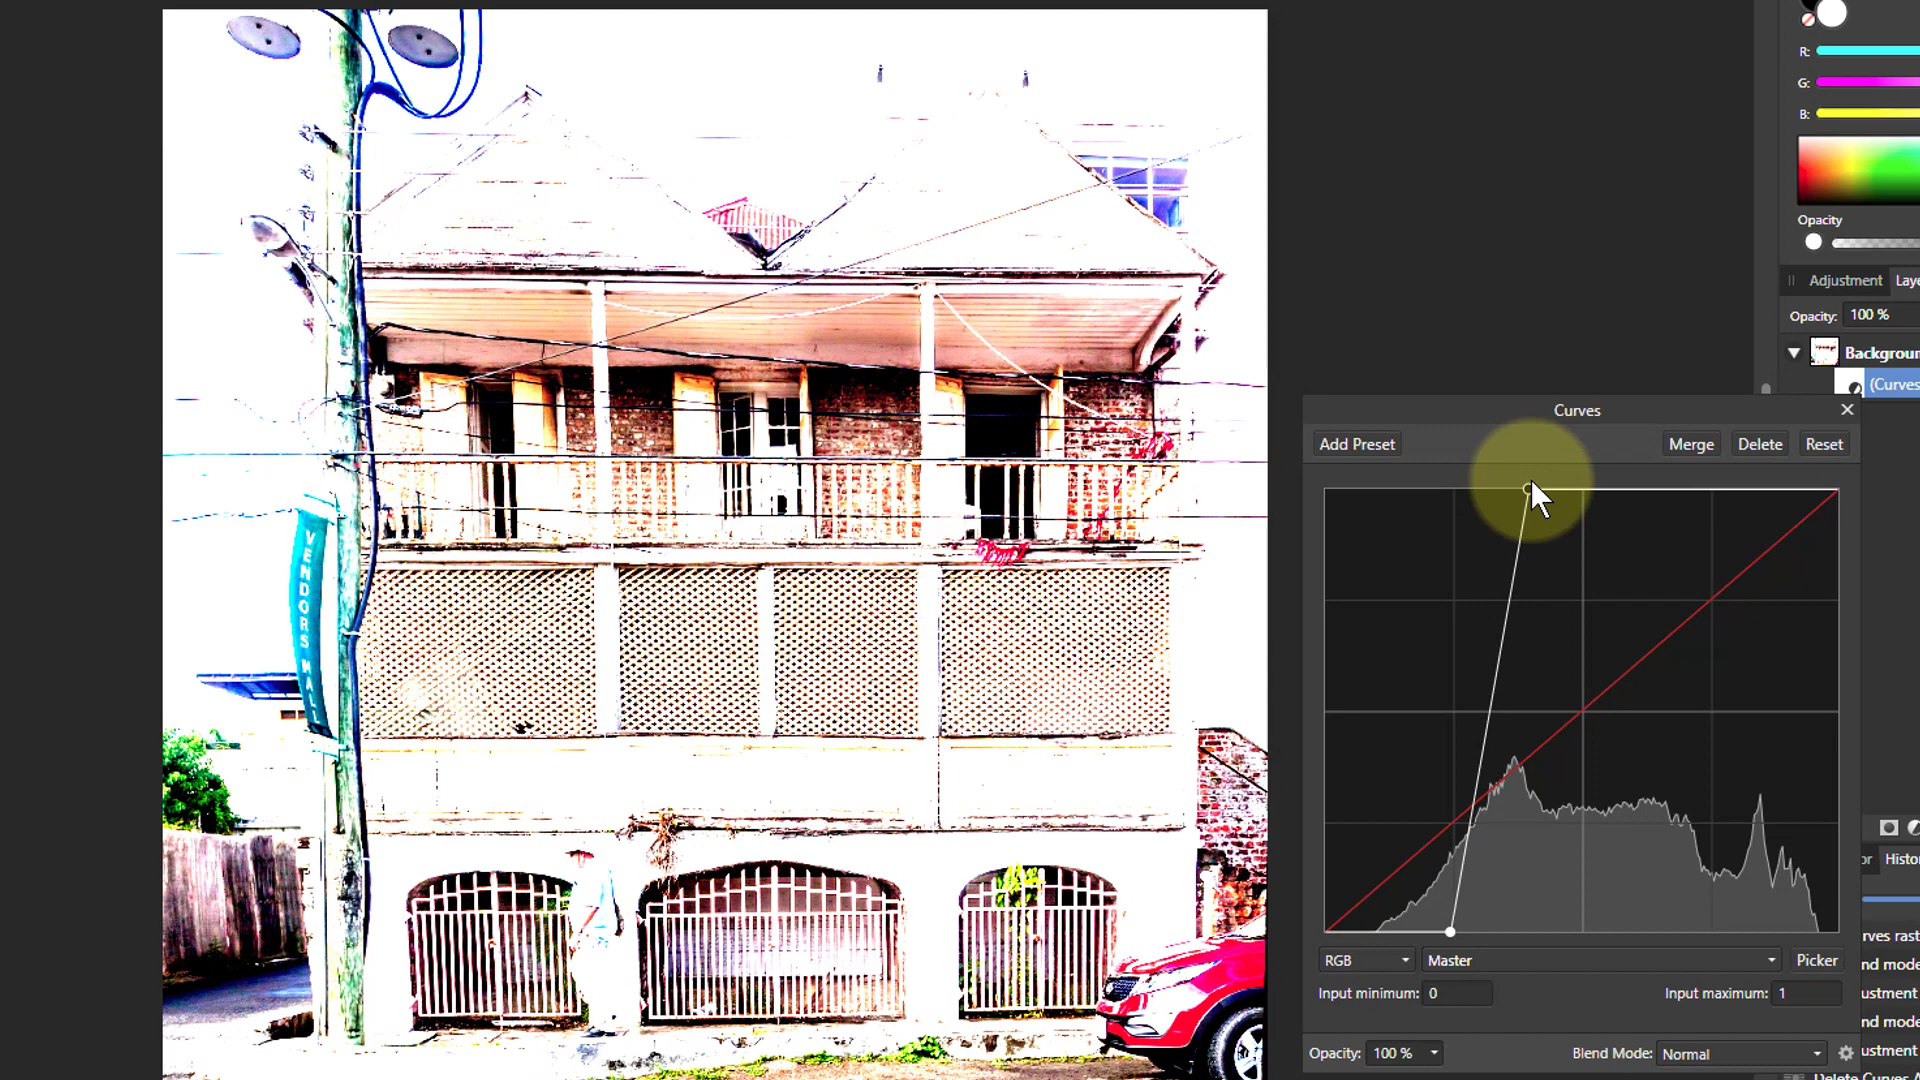 R:
G:
B:
Opacity
Adjustment
Opacity: 100 %
(Curves
Curves
Add Preset
Merge
Delete
Reset
VENDORS MALL
RGB
Master
Picker
Input minimum: 0
Input maximum: 1
Opacity: 100 %
Blend Mode: Normal